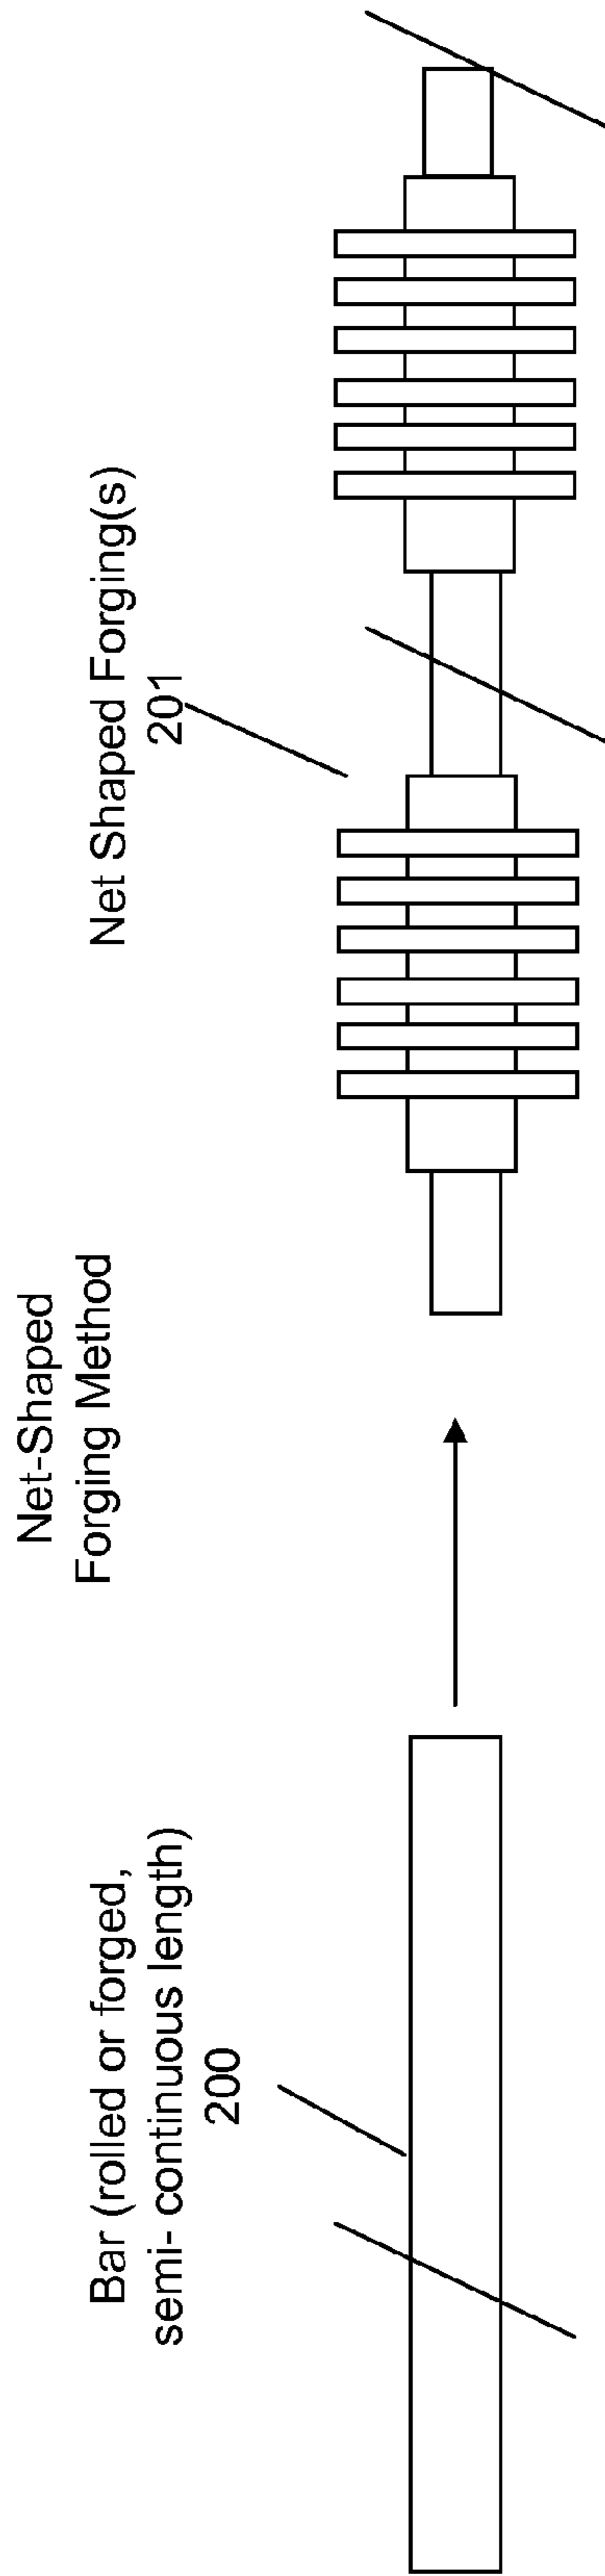 Bar (rolled or forged,
semi- continuous length)
200
Net-Shaped
Forging Method
Net Shaped Forging(s)
201